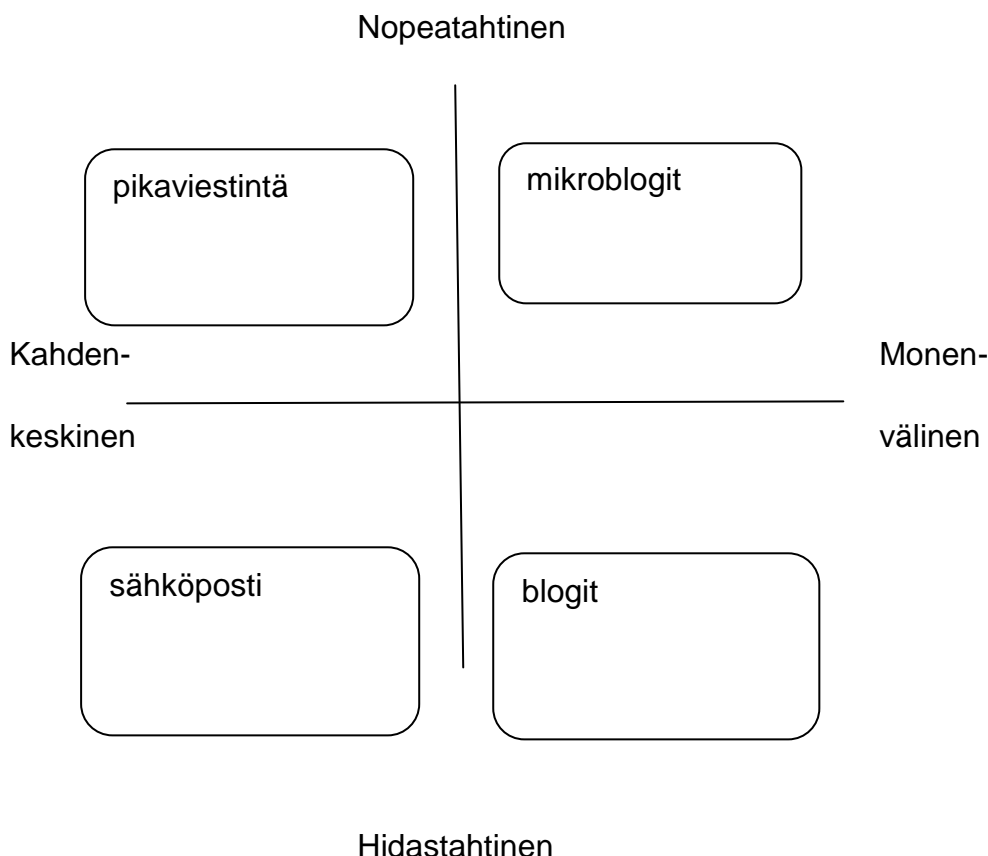 Nopeatahtinen
pikaviestintä
mikroblogit
Kahden-
keskinen
Monen-
välinen
sähköposti
blogit
Hidastahtinen